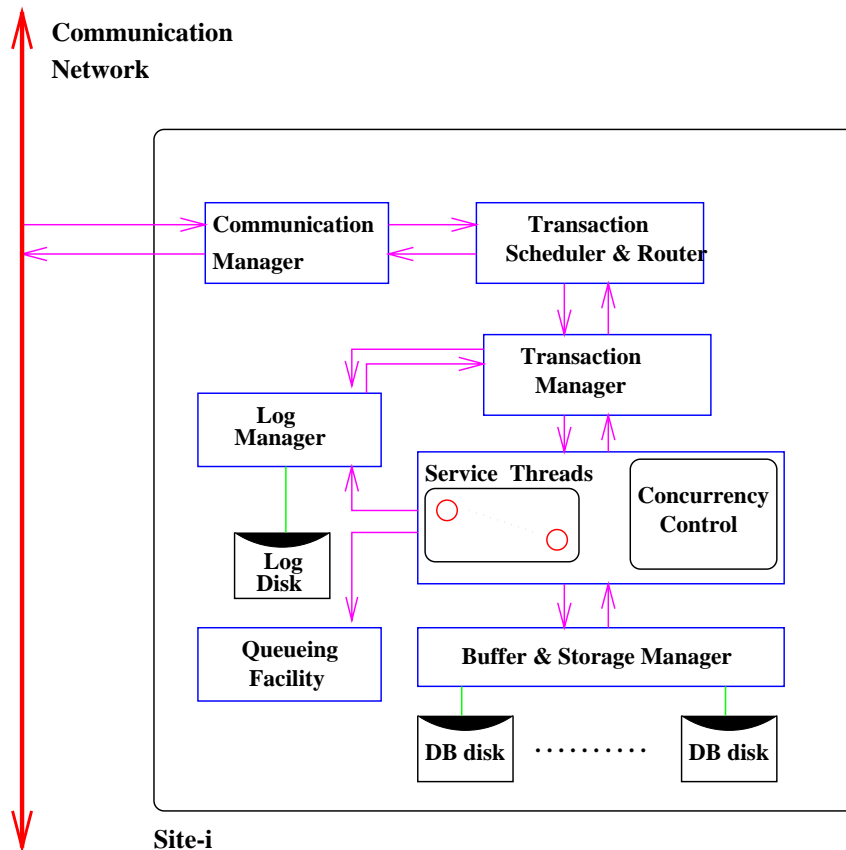 Communication
Network
Communication
Manager
Transaction
Scheduler & Router
Transaction
Manager
Log
Manager
Service Threads
Concurrency
Control
Log
Disk
Queueing
Facility
Buffer & Storage Manager
DB disk
..........
DB disk
Site-i